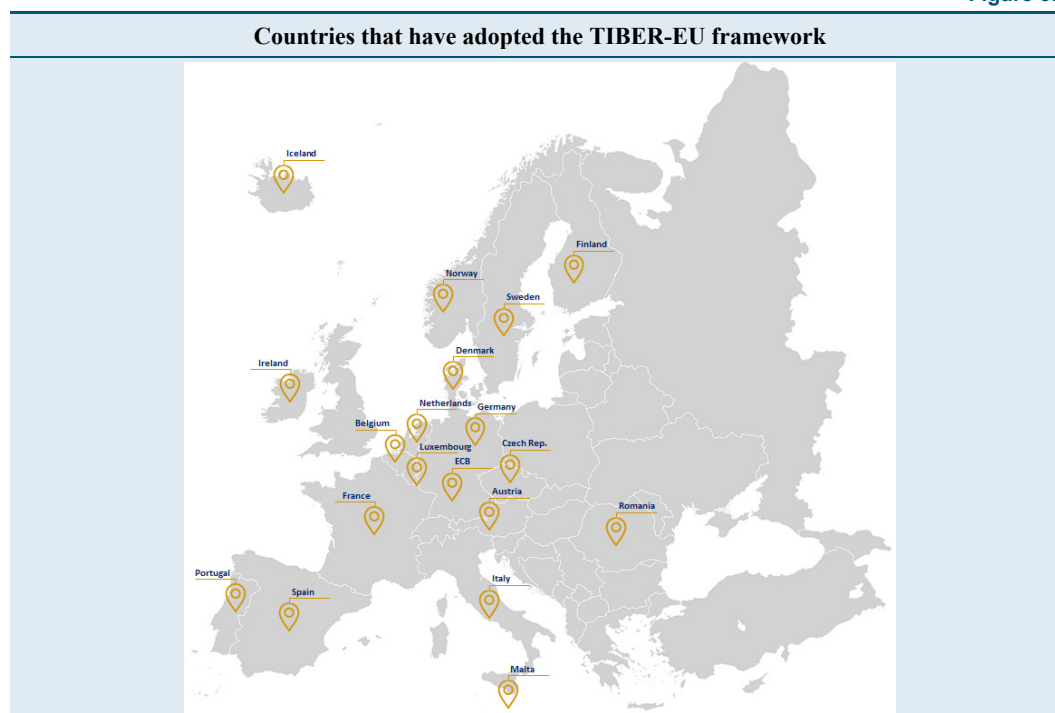 Countries that have adopted the TIBER-EU framework
Iceland
Finland
Norway
Sweden
Denmark
Ireland
Netherlands
Germany
Belgium
Luxembourg
Czech Rep.
ECB
France
Austria
Romania
Portugal
Spain
Italy
Malta